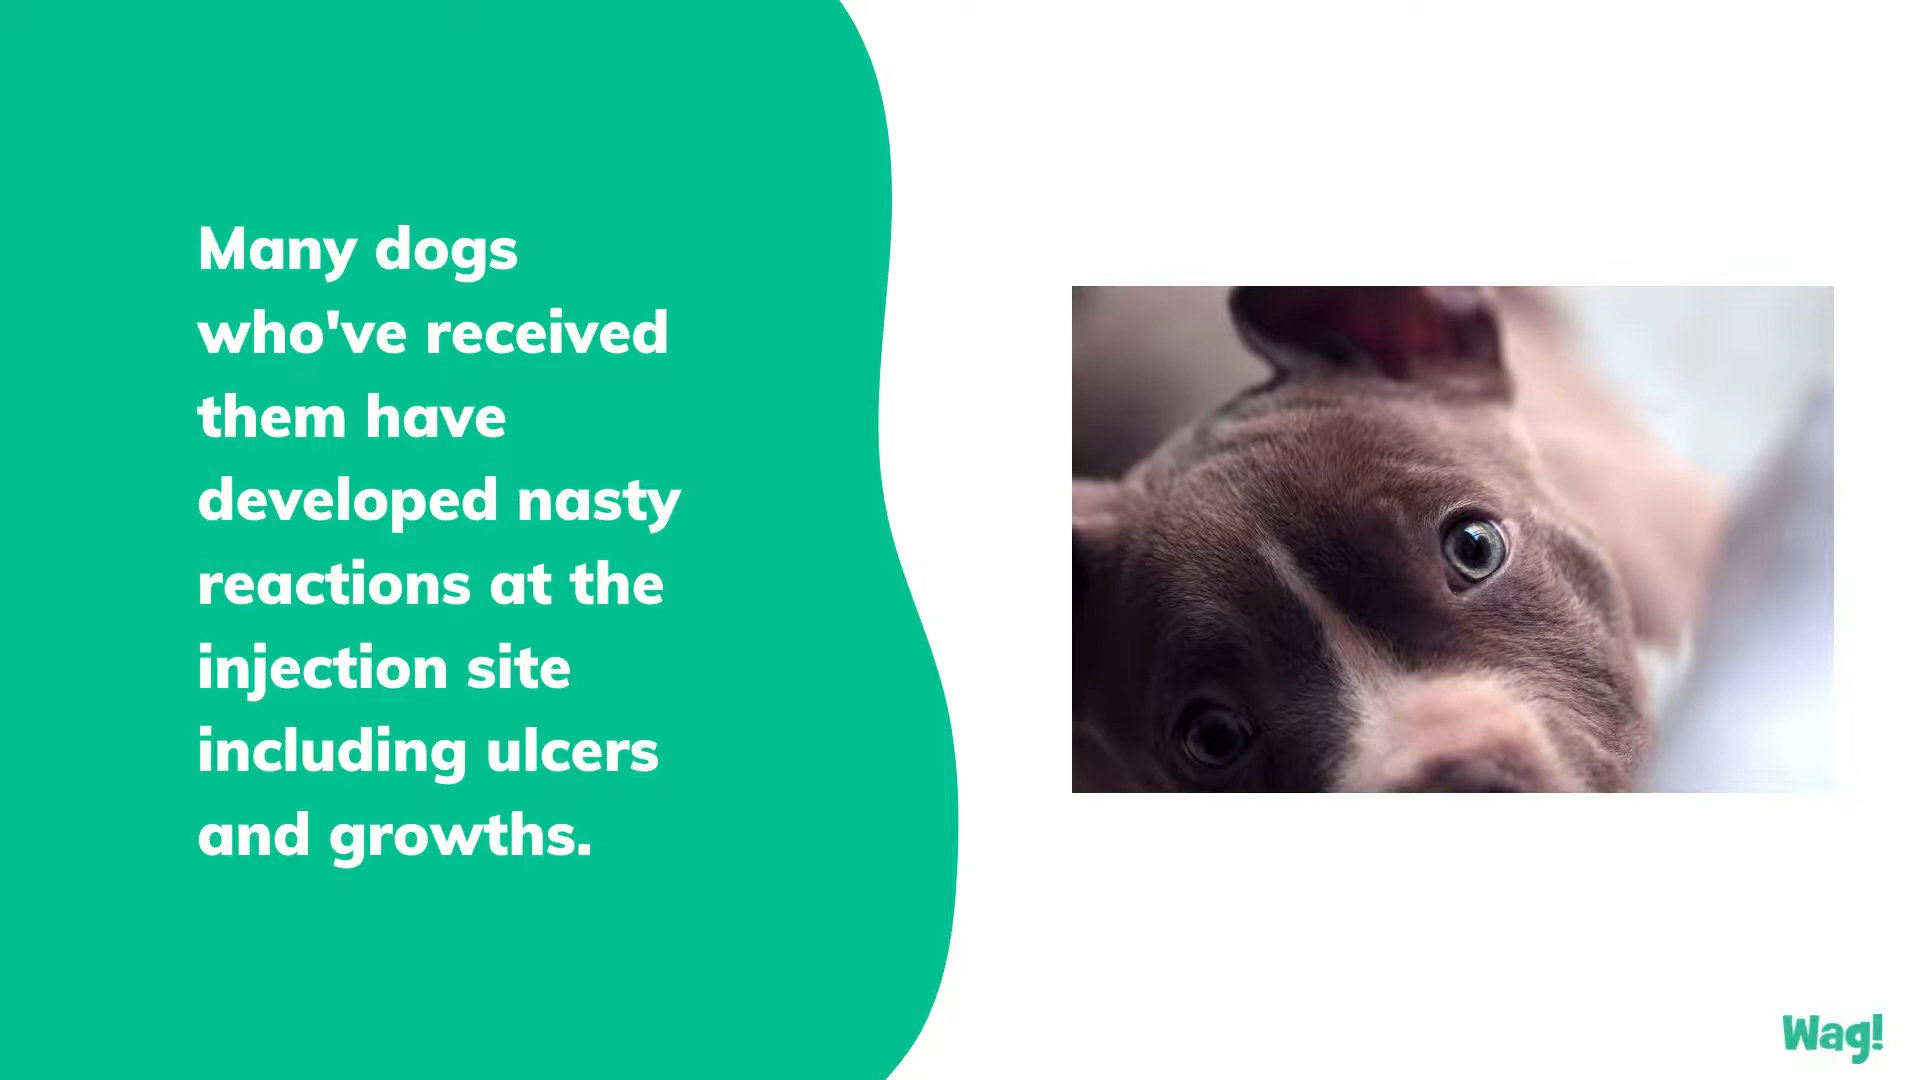 Many dogs
who've received
them have
developed nasty
reactions at the
injection site
including ulcers
and growths.
Wag!